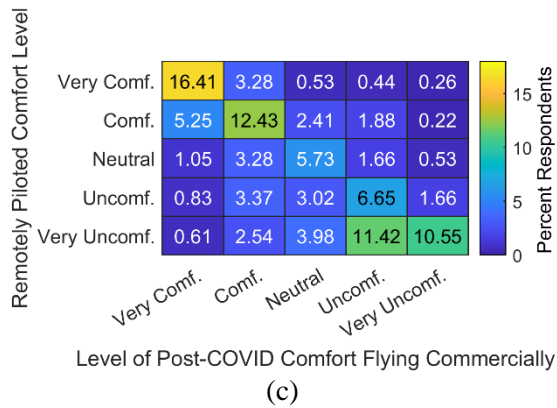 Remotely Piloted Comfort Level
Very Comf. 16.41 3.28 0.53 0.44 0.26
Comf. 5.25 12.43 2.41 1.88 0.22
Neutral 1.05 3.28 5.73 1.66 0.53
Uncomf. 0.83 3.37 3.02 6.65 1.66
Very Uncomf. 0.61 2.54 3.98 11.42 10.55
Very Comf. Comf. Neutral Uncomf. Very Uncomf.
Level of Post-COVID Comfort Flying Commercially
15
10
5
0
Percent Respondents
(c)